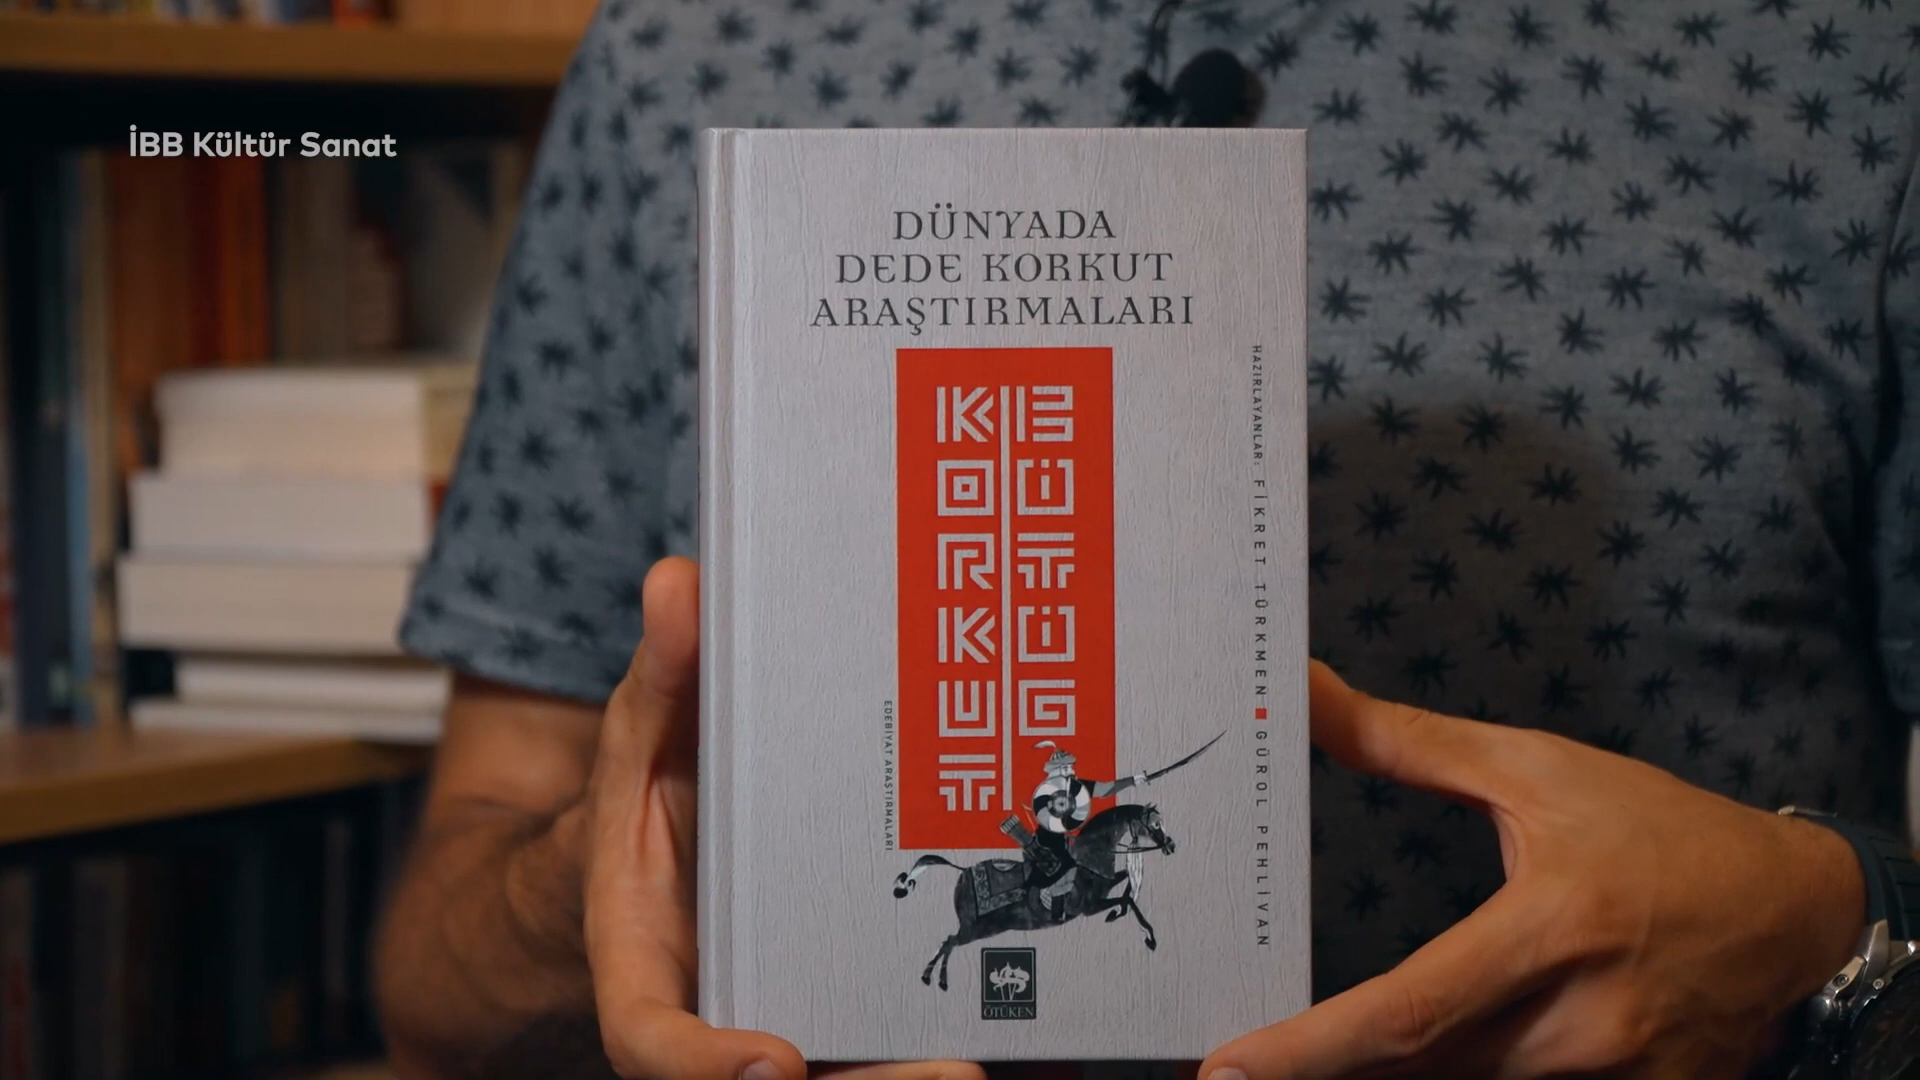 İBB Kültür Sanat
DÜNYADA
DEDE KORKUT
ARAŞTIRMALARI
KORKUT
BÜTÜG
EDEBİYAT ARAŞTIRMALARI
HAZIRLAYANLAR: FİKRET TÜRKMEN ■ GÜROL PEHLİVAN
ÖTÜKEN